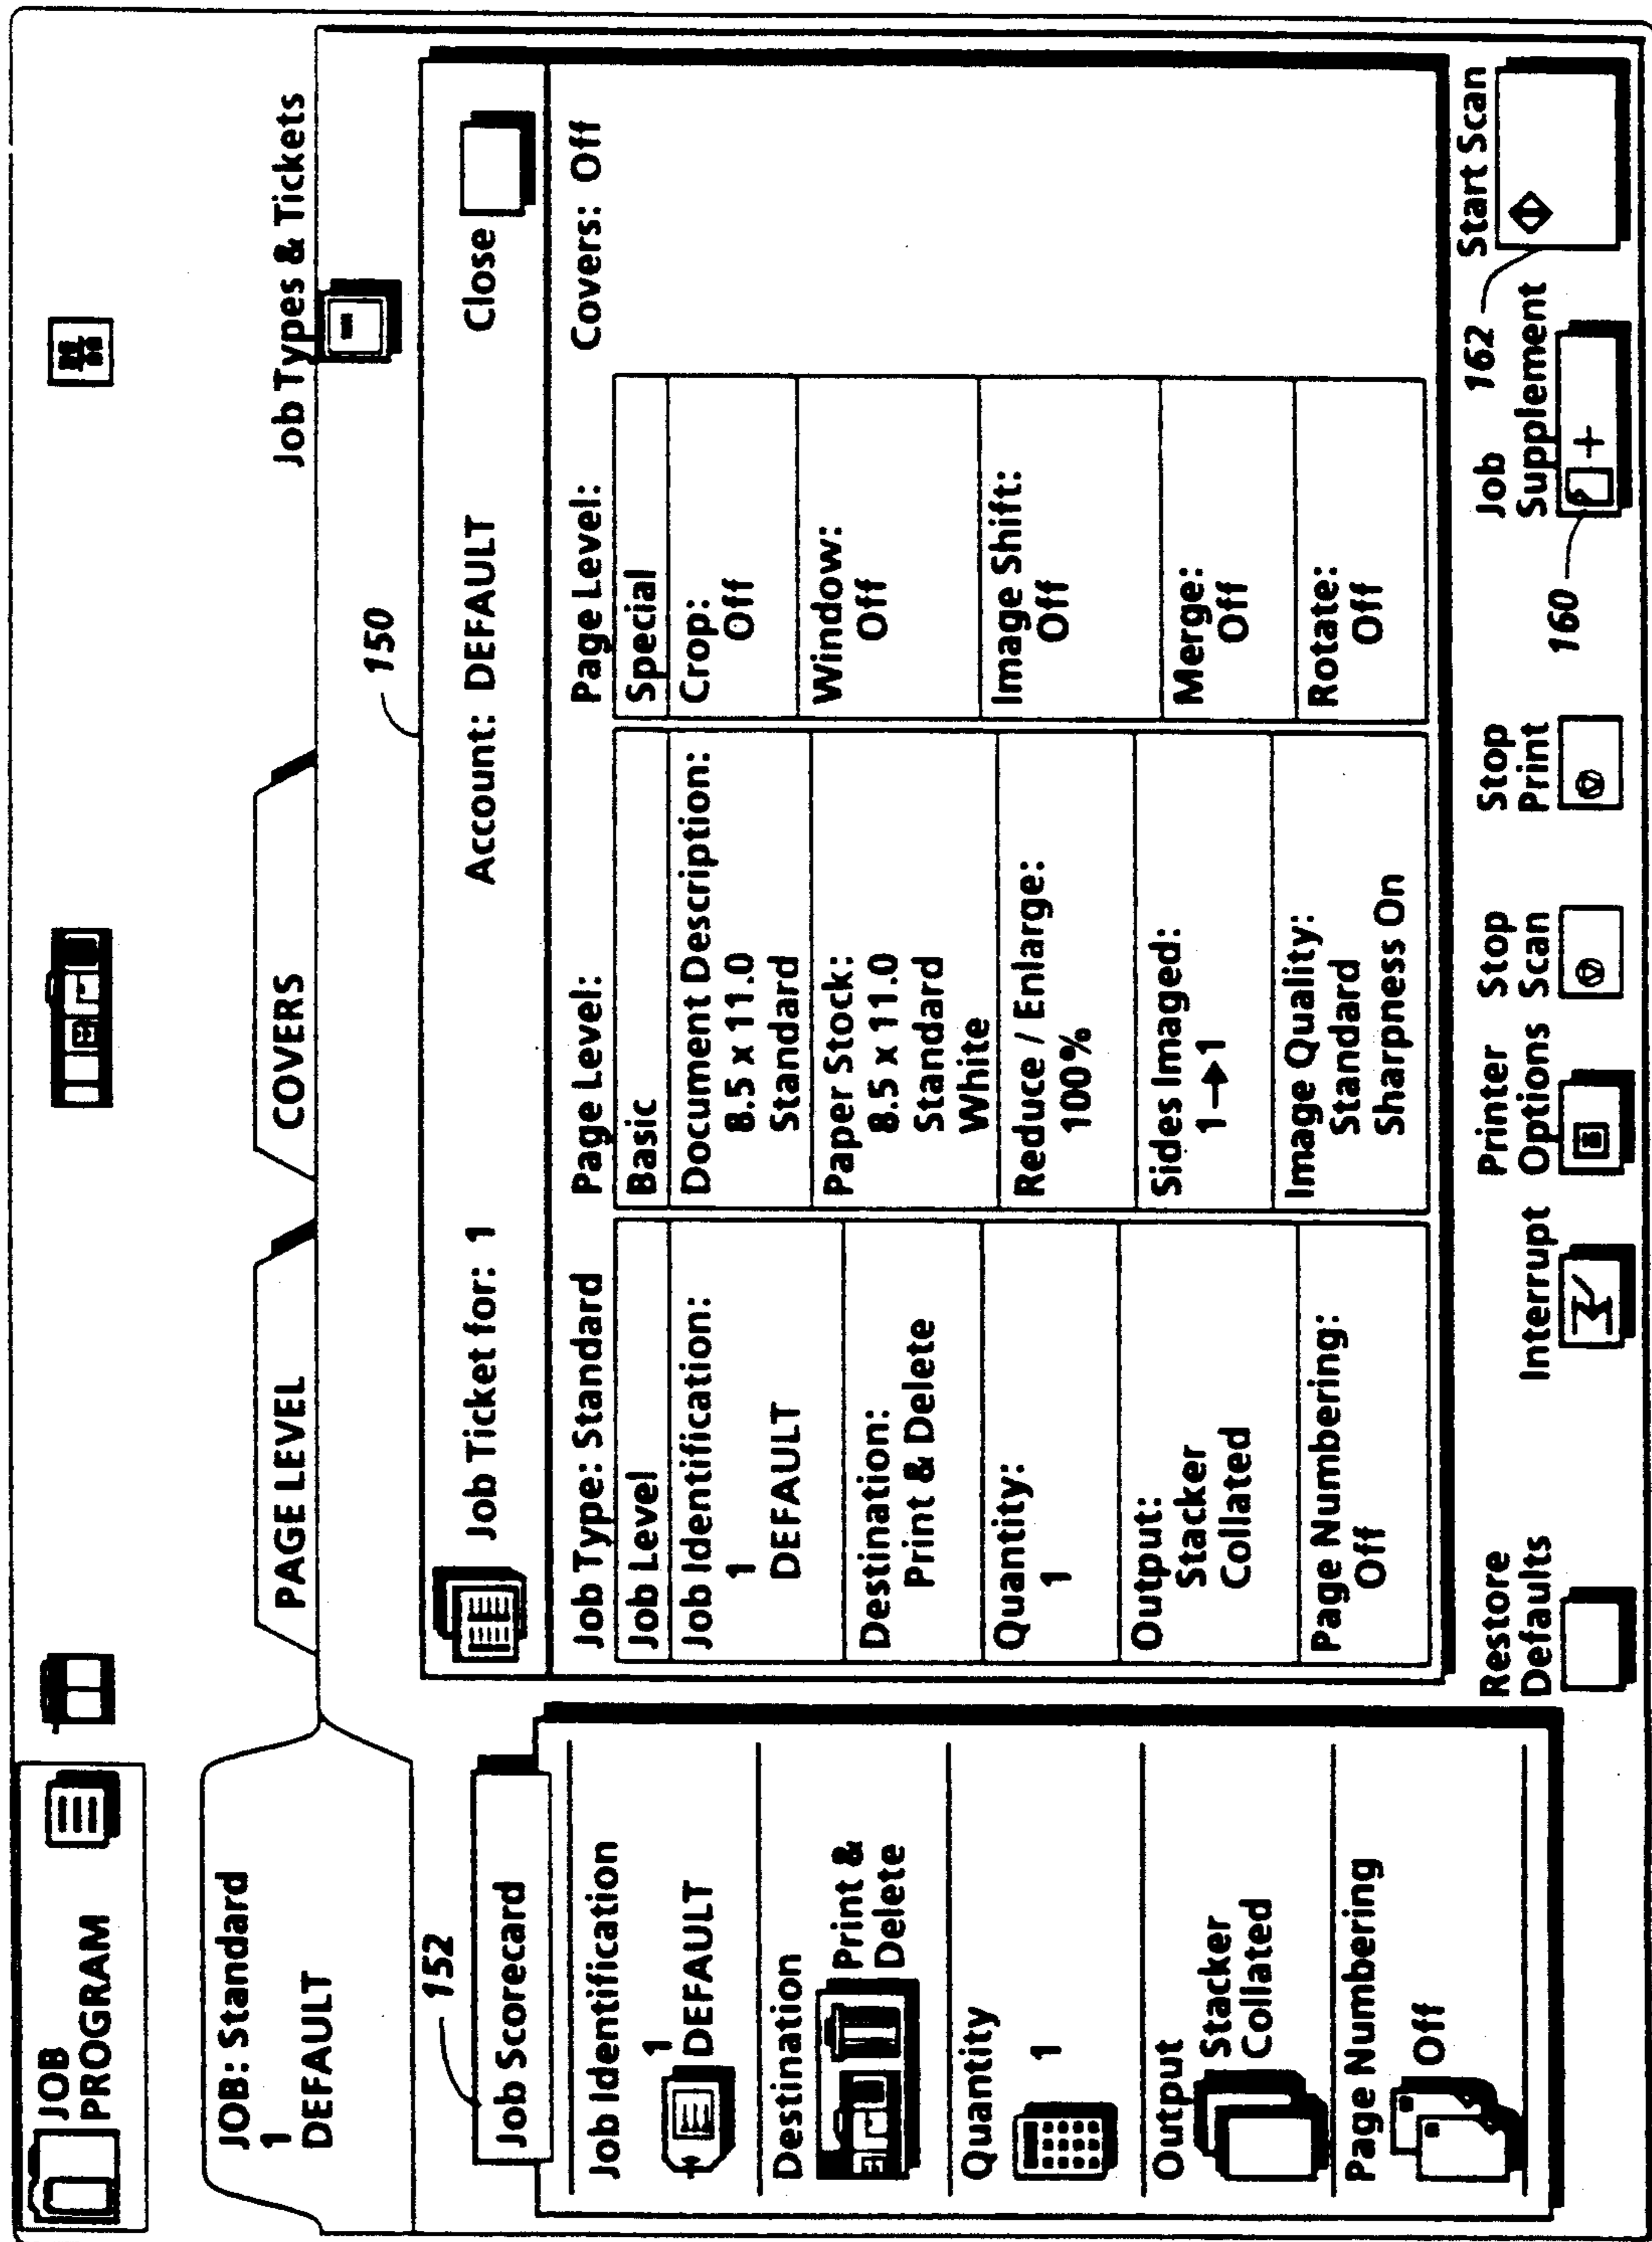 JOB
PROGRAM
JOB: Standard
1
DEFAULT
PAGE LEVEL
COVERS
Job Types & Tickets
152
Job Scorecard
Job Identification
1
DEFAULT
Destination
Print &
Delete
Quantity
1
Output
Stacker
Collated
Page Numbering
Off
150
Job Ticket for: 1
Account: DEFAULT
Close
Job Type: Standard
Job Level
Job Identification:
1
DEFAULT
Destination:
Print & Delete
Quantity:
1
Output:
Stacker
Collated
Page Numbering:
Off
Page Level:
Basic
Document Description:
8.5 x 11.0
Standard
Paper Stock:
8.5 x 11.0
Standard
White
Reduce / Enlarge:
100%
Sides Imaged:
1→1
Image Quality:
Standard
Sharpness On
Page Level:
Special
Crop:
Off
Window:
Off
Image Shift:
Off
Merge:
Off
Rotate:
Off
Covers: Off
Restore
Defaults
Interrupt
Printer
Options
Stop
Scan
Stop
Print
160
Job
Supplement
+
162
Start Scan